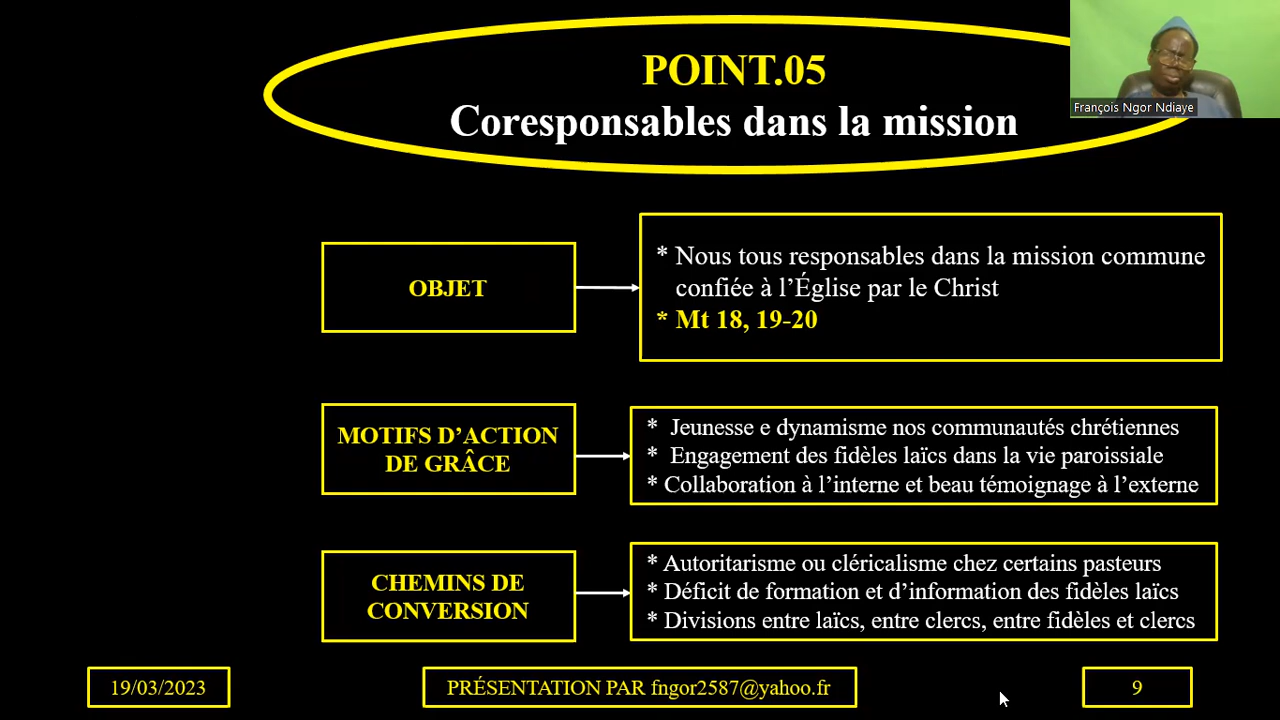 POINT.05
Coresponsables dans la mission
François Ngor Ndiaye
OBJET
* Nous tous responsables dans la mission commune
confiée à l’Église par le Christ
* Mt 18, 19-20
MOTIFS D’ACTION
DE GRÂCE
* Jeunesse e dynamisme nos communautés chrétiennes
* Engagement des fidèles laïcs dans la vie paroissiale
* Collaboration à l’interne et beau témoignage à l’externe
CHEMINS DE
CONVERSION
* Autoritarisme ou cléricalisme chez certains pasteurs
* Déficit de formation et d’information des fidèles laïcs
* Divisions entre laïcs, entre clercs, entre fidèles et clercs
19/03/2023
PRÉSENTATION PAR fngor2587@yahoo.fr
9